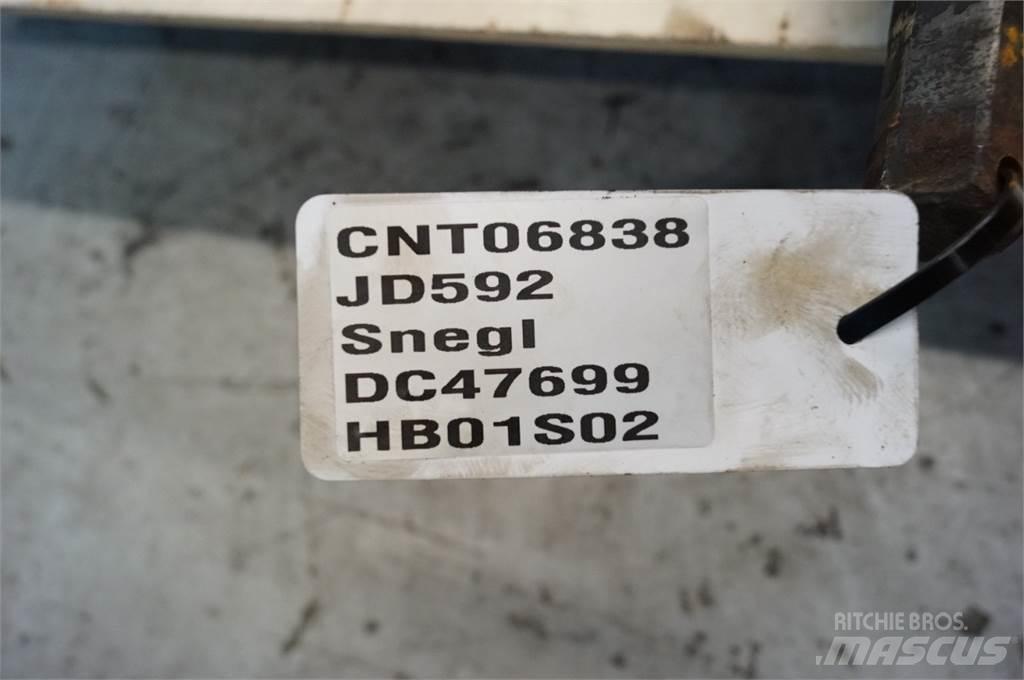 CNT06838
JD592
Snegl
DC47699
HB01S02
RITCHIE BROS.
MASCUS